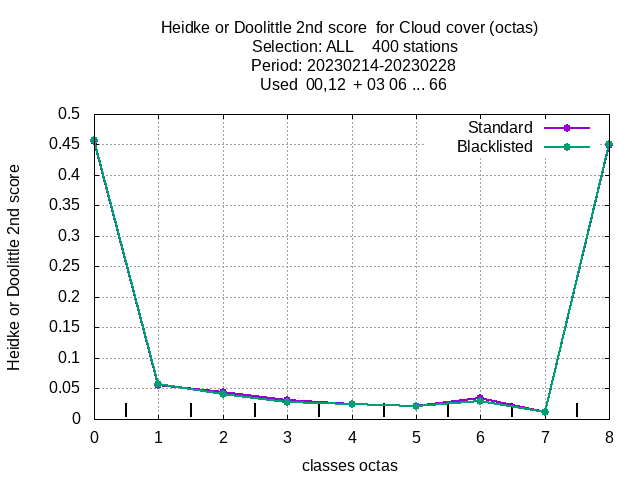 Heidke or Doolittle 2nd score  for Cloud cover (octas)
Selection: ALL    400 stations
Period: 20230214-20230228
Used  00,12  + 03 06 ... 66
Standard
Blacklisted
Heidke or Doolittle 2nd score
0.5
0.45
0.4
0.35
0.3
0.25
0.2
0.15
0.1
0.05
0
0 1 2 3 4 5 6 7 8
classes octas